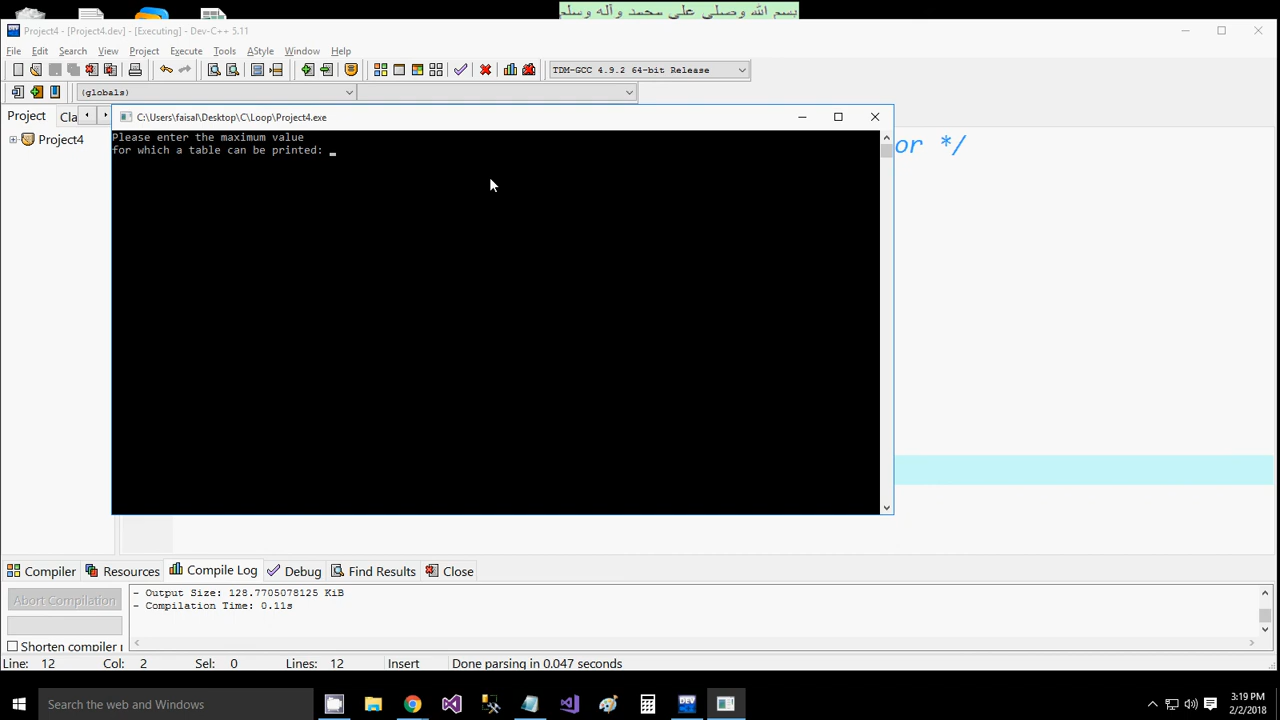 بسم الله وصلى على محمد وآله وسلم
Project4 - [Project4.dev] - [Executing] - Dev-C++ 5.11
File Edit Search View Project Execute Tools AStyle Window Help
TDM-GCC 4.9.2 64-bit Release
(globals)
Project Cla
C:\Users\faisal\Desktop\C\Loop\Project4.exe
Project4
Please enter the maximum value
for which a table can be printed: _
or */
Compiler Resources Compile Log Debug Find Results Close
Abort Compilation
- Output Size: 128.7705078125 KiB
- Compilation Time: 0.11s
Shorten compiler
Line: 12 Col: 2 Sel: 0 Lines: 12 Insert Done parsing in 0.047 seconds
Search the web and Windows
DEV
3:19 PM
2/2/2018